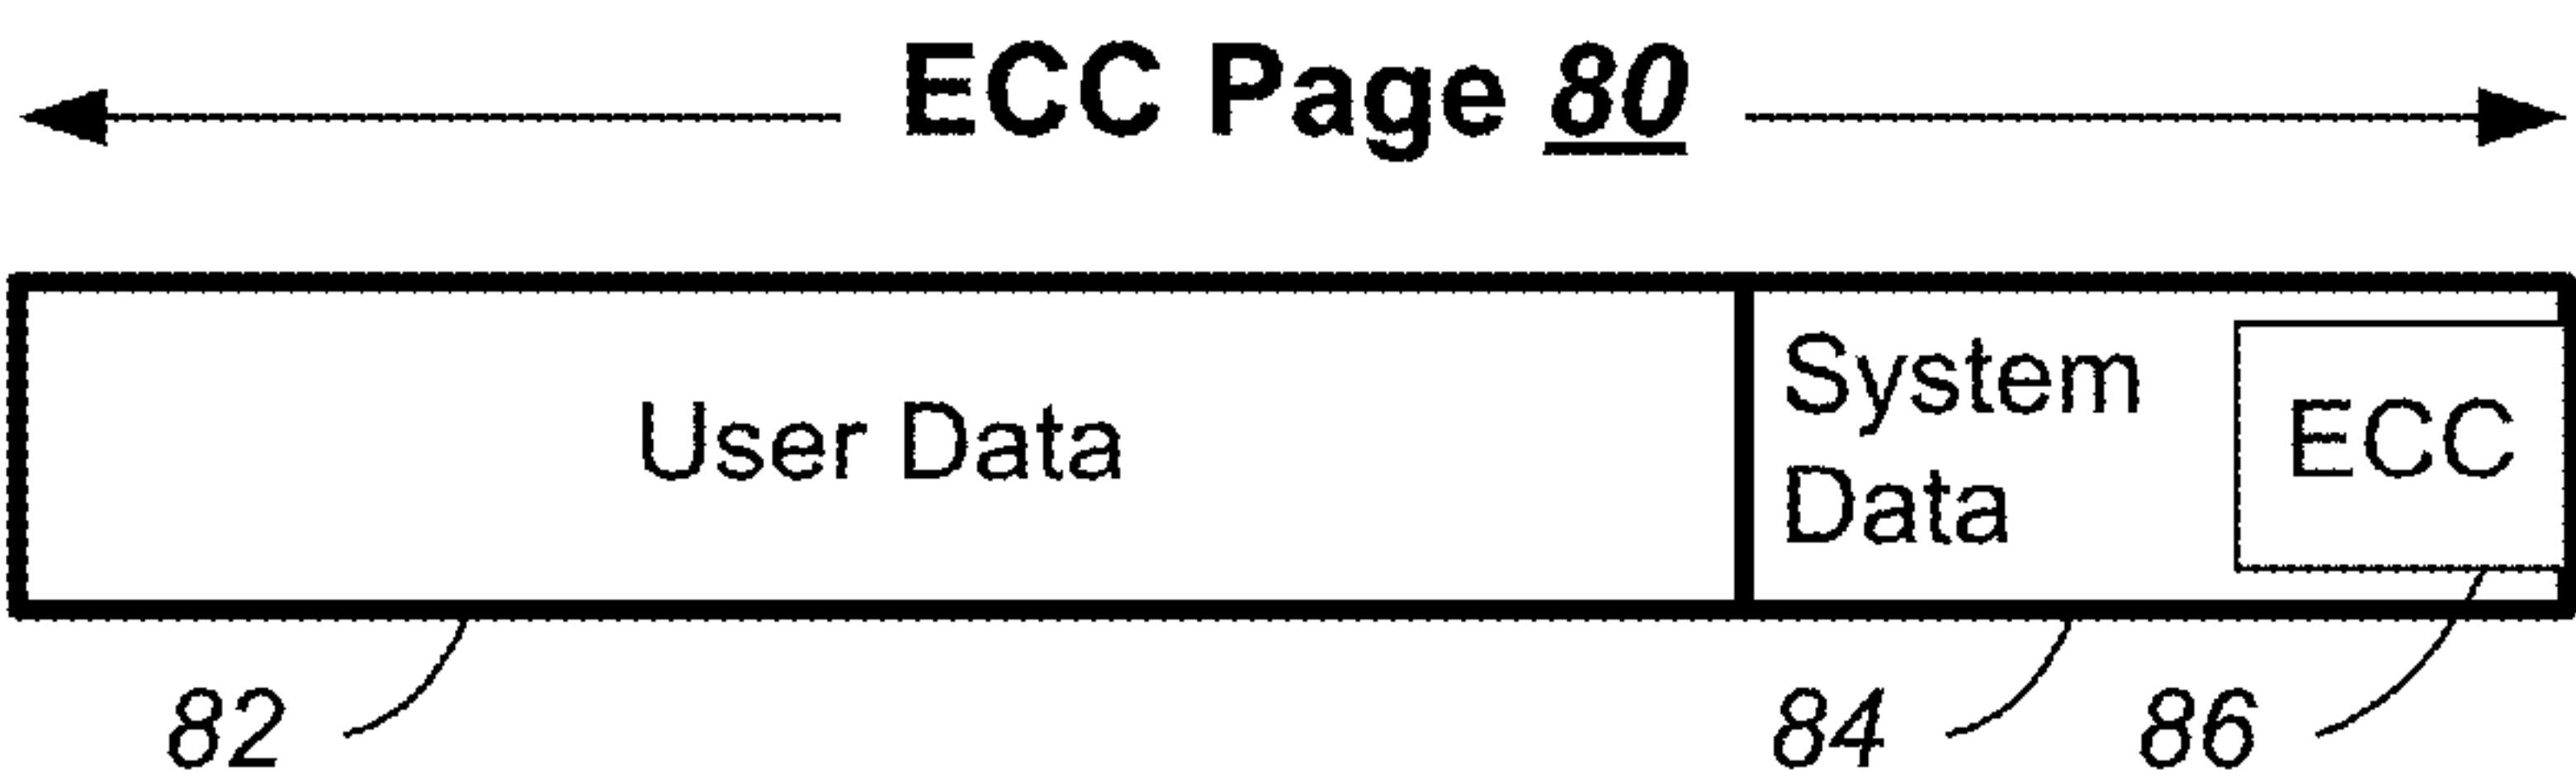 ECC Page 80
User Data
System
Data
ECC
82
84
86